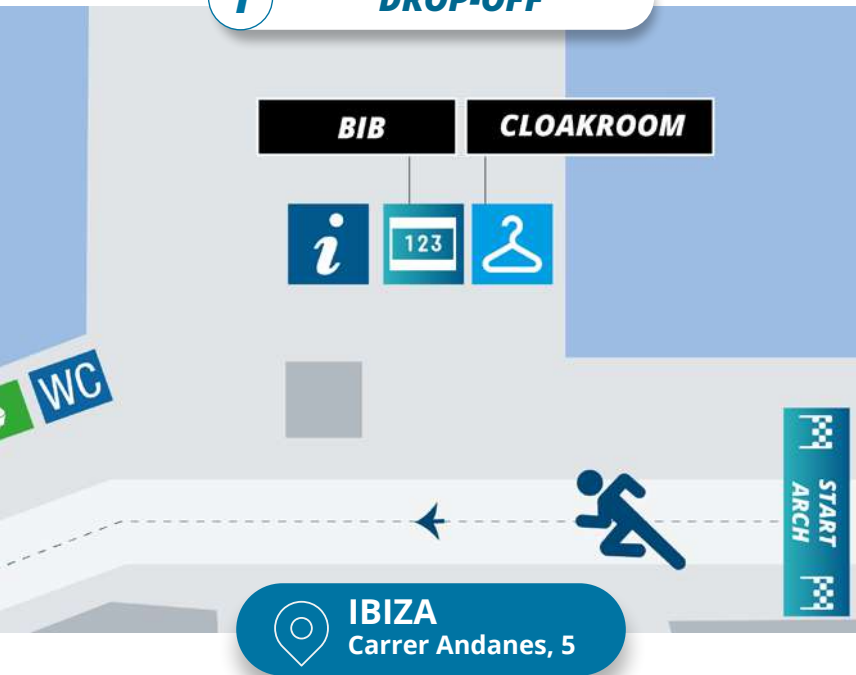 DROP-OFF
BIB
CLOAKROOM
i
123
WC
START
ARCH
IBIZA
Carrer Andanes, 5